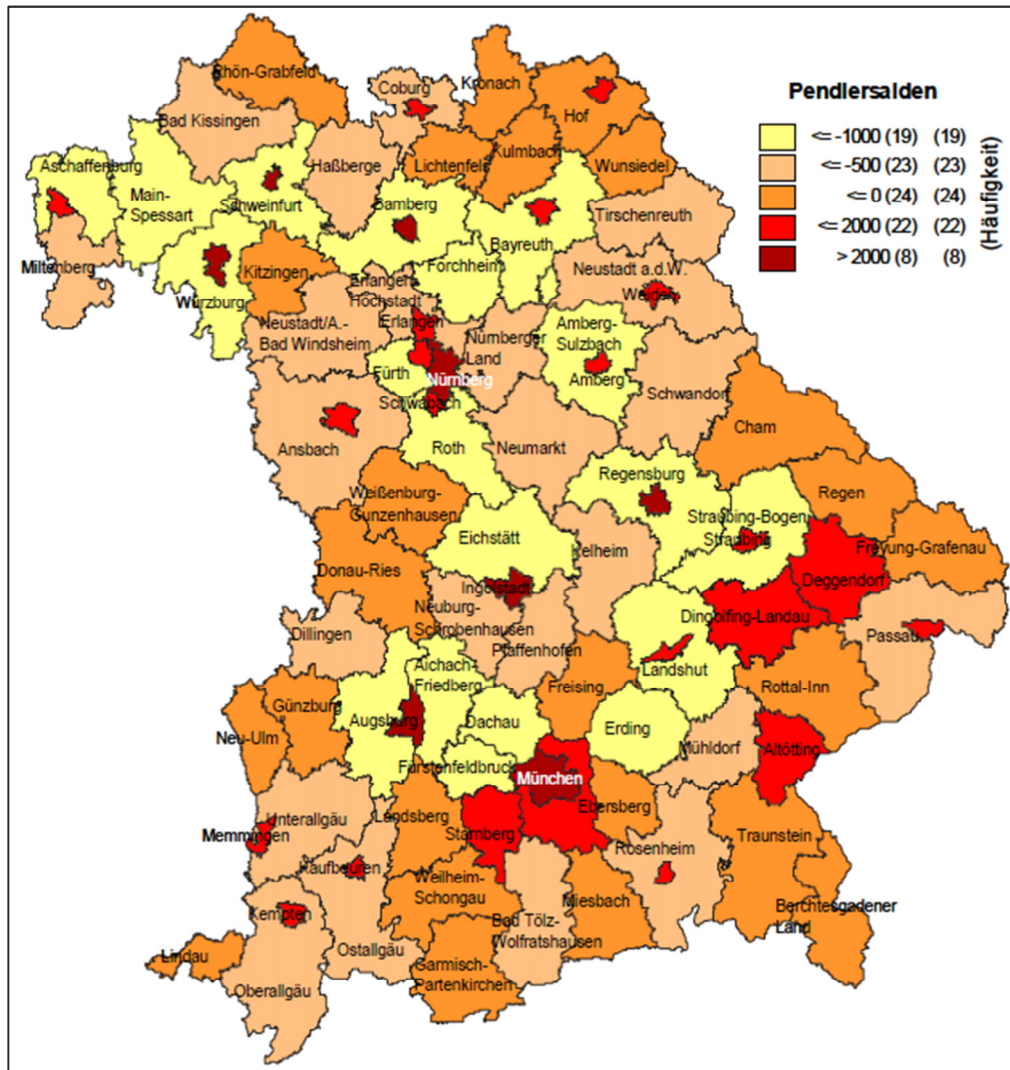 Pendlersalden
<= -1000 (19) (19)
<= -500 (23) (23)
<= 0 (24) (24)
<= 2000 (22) (22)
> 2000 (8) (8)
(Häufigkeit)
Rhön-Grabfeld
Coburg
Kronach
Hof
Bad Kissingen
Lichtenfels
Kulmbach
Wunsiedel
Aschaffenburg
Haßberge
Main-
Spessart
Schweinfurt
Bamberg
Tirschenreuth
Bayreuth
Miltenberg
Kitzingen
Forchheim
Neustadt a.d.W.
Würzburg
Erlangen
Höchstadt
Weiden
Neustadt/A.-
Bad Windsheim
Erlangen
Nürnberger
Land
Amberg-
Sulzbach
Fürth
Nürnberg
Amberg
Schwandorf
Schwabach
Cham
Ansbach
Roth
Neumarkt
Regensburg
Weißenburg-
Gunzenhausen
Regen
Straubing-Bogen
Straubing
Eichstätt
Kelheim
Freyung-Grafenau
Donau-Ries
Deggendorf
Ingolstadt
Neuburg-
Schrobenhausen
Dingolfing-Landau
Dillingen
Pfaffenhofen
Passau
Aichach-
Friedberg
Landshut
Freising
Rottal-Inn
Günzburg
Augsburg
Dachau
Erding
Neu-Ulm
Mühldorf
Altötting
Fürstenfeldbruck
München
Ebersberg
Unterallgäu
Landsberg
Memmingen
Starnberg
Traunstein
Rosenheim
Kaufbeuren
Weilheim-
Schongau
Miesbach
Berchtesgadener
Land
Kempten
Bad Tölz-
Wolfratshausen
Lindau
Ostallgäu
Garmisch-
Partenkirchen
Oberallgäu